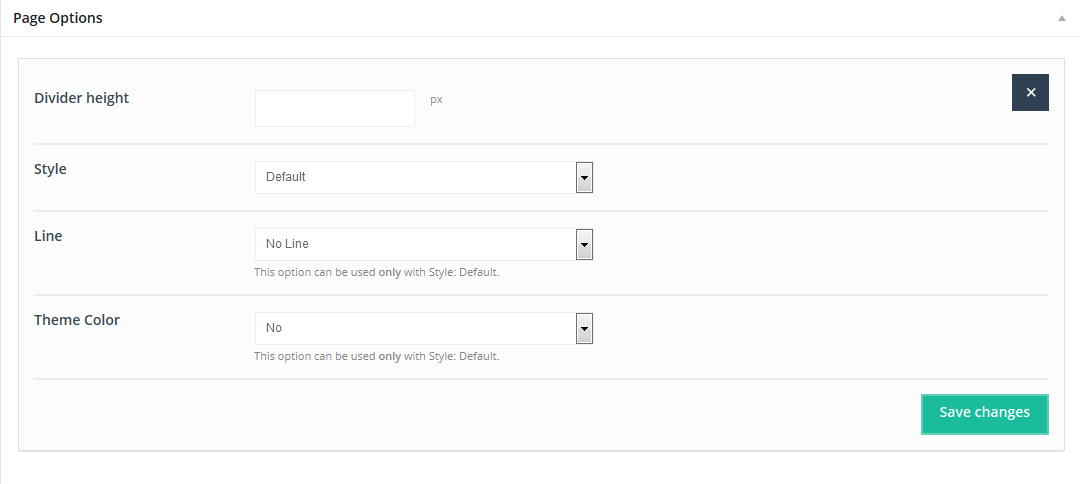 Page Options
Divider height
px
Style
Default
Line
No Line
This option can be used only with Style: Default.
Theme Color
No
This option can be used only with Style: Default.
Save changes